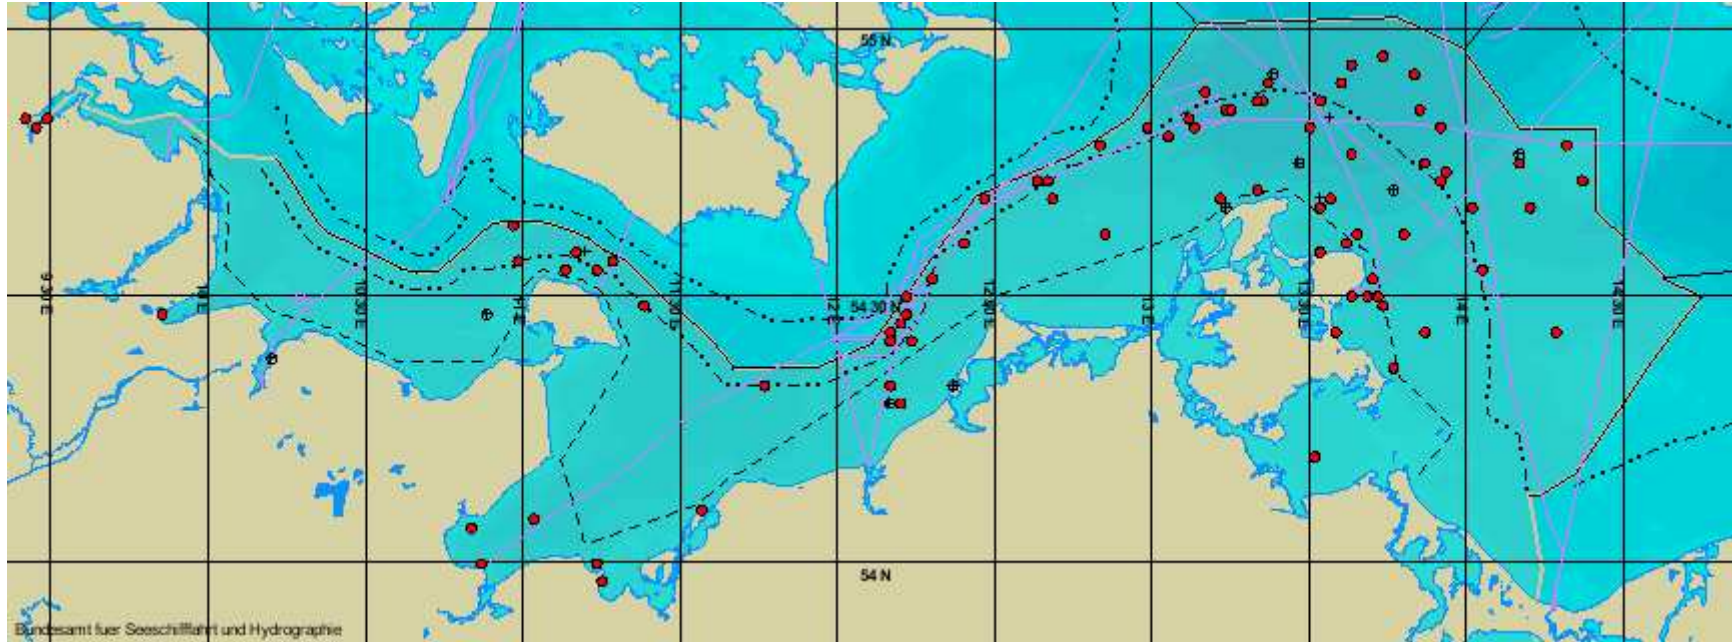 55 N
9 30 E
10 E
10 30 E
11 E
11 30 E
12 E
54 30 N
12 30 E
13 E
13 30 E
14 E
14 30 E
54 N
Bundesamt fuer Seeschifffahrt und Hydrographie